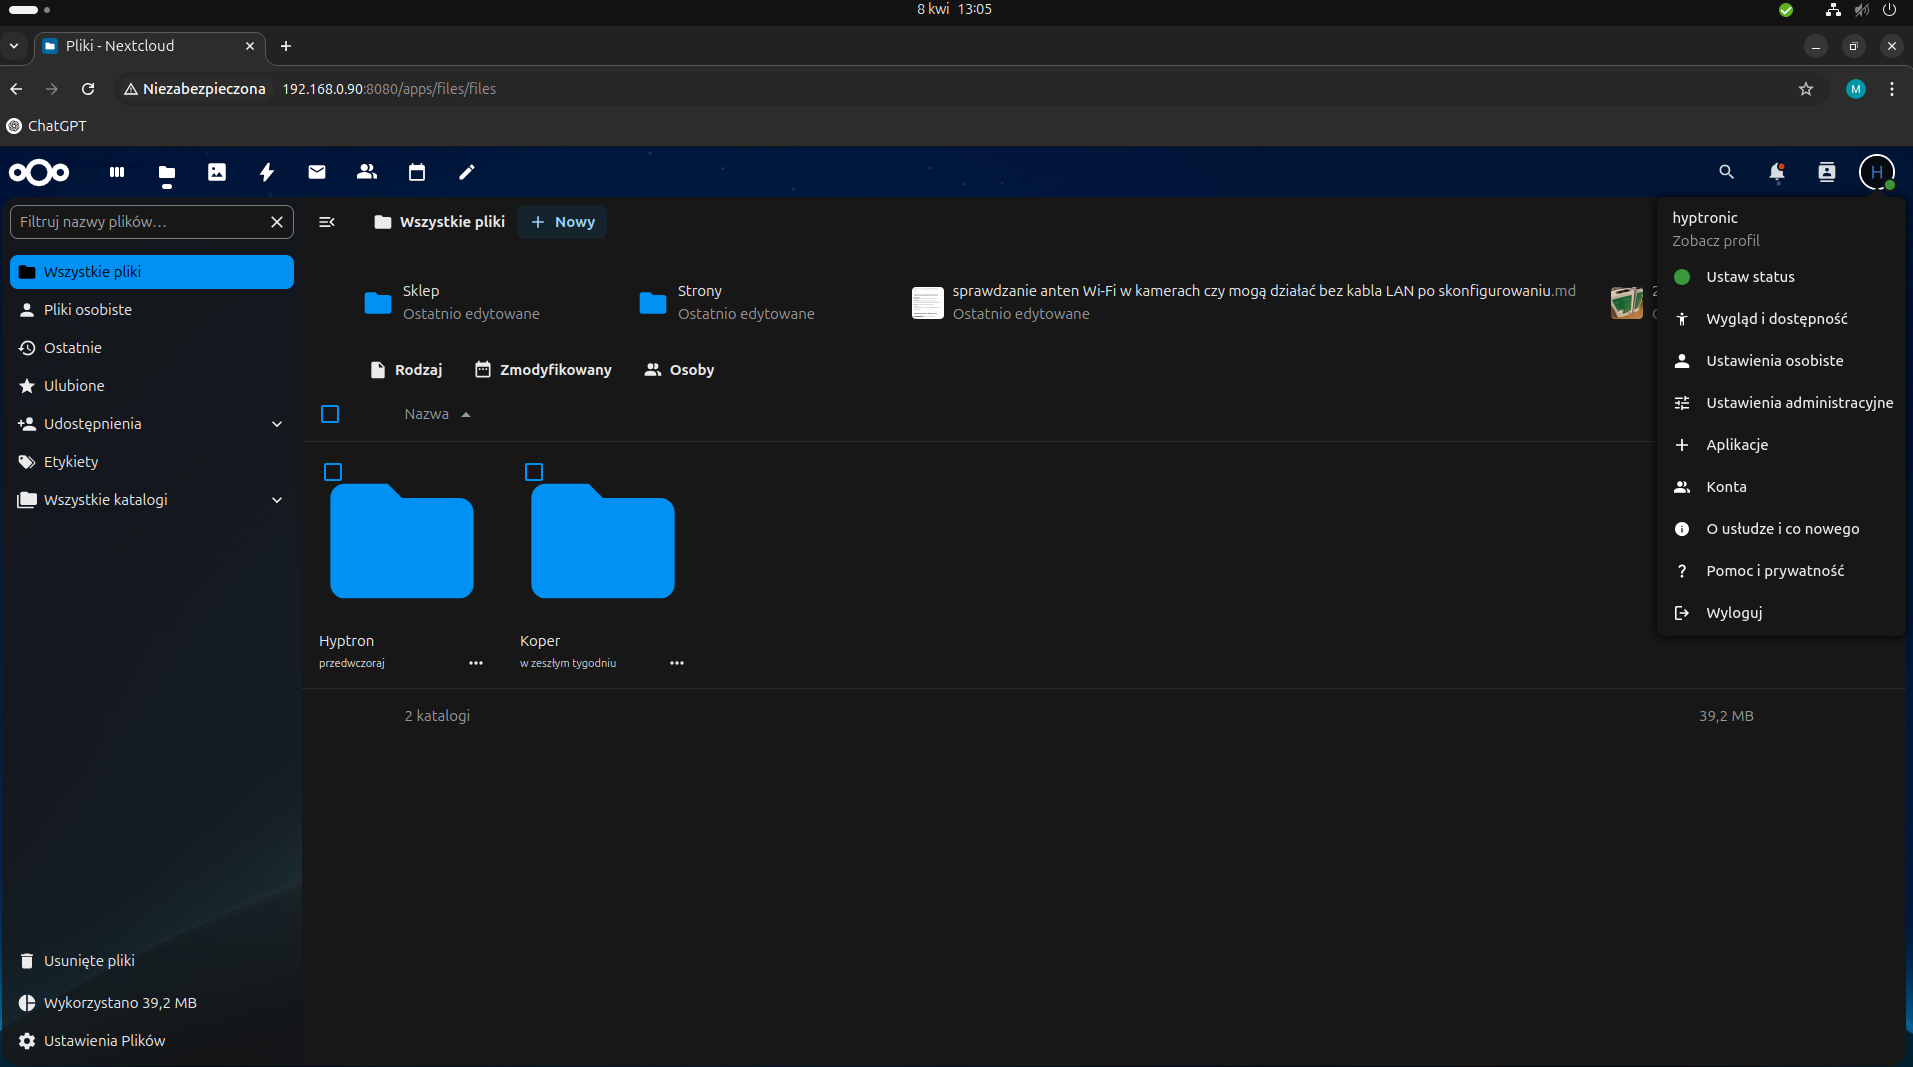 8 kwi 13:05
Pliki - Nextcloud
Niezabezpieczona 192.168.0.90:8080/apps/files/files
M
ChatGPT
H
Filtruj nazwy plików…
Wszystkie pliki
Nowy
hyptronic
Zobacz profil
Wszystkie pliki
Pliki osobiste
Ostatnie
Ulubione
Udostępnienia
Etykiety
Wszystkie katalogi
Sklep
Ostatnio edytowane
Strony
Ostatnio edytowane
sprawdzanie anten Wi-Fi w kamerach czy mogą działać bez kabla LAN po skonfigurowaniu.md
Ostatnio edytowane
Rodzaj
Zmodyfikowany
Osoby
Nazwa
Hyptron
przedwczoraj
Koper
w zeszłym tygodniu
2 katalogi
39,2 MB
Ustaw status
Wygląd i dostępność
Ustawienia osobiste
Ustawienia administracyjne
Aplikacje
Konta
O usłudze i co nowego
Pomoc i prywatność
Wyloguj
Usunięte pliki
Wykorzystano 39,2 MB
Ustawienia Plików